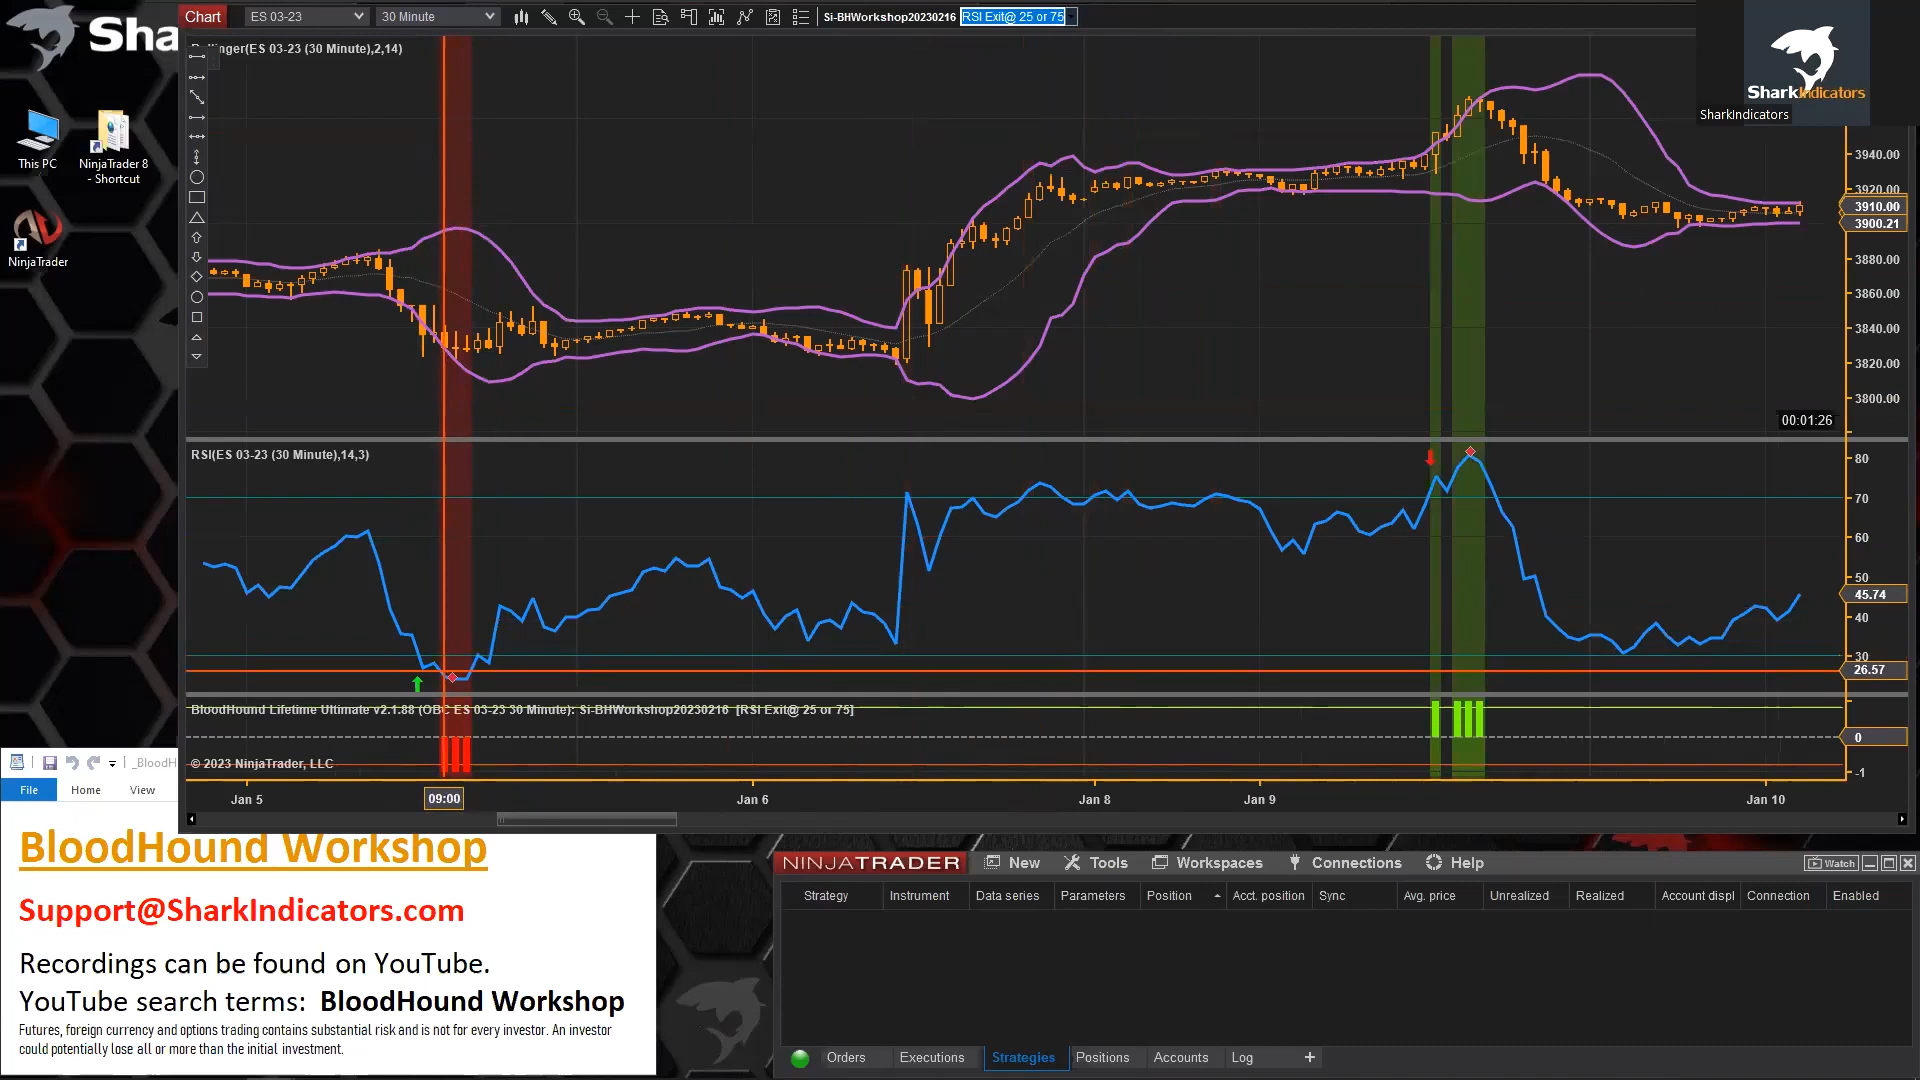 Sha
This PC
NinjaTrader 8
- Shortcut
NinjaTrader
Chart
ES 03-23
30 Minute
Si-BHWorkshop20230216
RSI Exit@ 25 or 75
SharkIndicators
SharkIndicators
nger(ES 03-23 (30 Minute),2,14)
3940.00
3920.00
3910.00
3900.21
3880.00
3860.00
3840.00
3820.00
3800.00
00:01:26
RSI(ES 03-23 (30 Minute),14,3)
80
70
60
50
45.74
40
30
26.57
BloodHound Lifetime Ultimate v2.1.88 (OBC ES 03-23 30 Minute): Si-BHWorkshop20230216 [RSI Exit@ 25 or 75]
0
© 2023 NinjaTrader, LLC
-1
Jan 5
09:00
Jan 6
Jan 8
Jan 9
Jan 10
_BloodH
File
Home
View
BloodHound Workshop
Support@SharkIndicators.com
Recordings can be found on YouTube.
YouTube search terms: BloodHound Workshop
Futures, foreign currency and options trading contains substantial risk and is not for every investor. An investor
could potentially lose all or more than the initial investment.
NINJATRADER
New
Tools
Workspaces
Connections
Help
Watch
Strategy
Instrument
Data series
Parameters
Position
Acct. position
Sync
Avg. price
Unrealized
Realized
Account displ
Connection
Enabled
Orders
Executions
Strategies
Positions
Accounts
Log
+